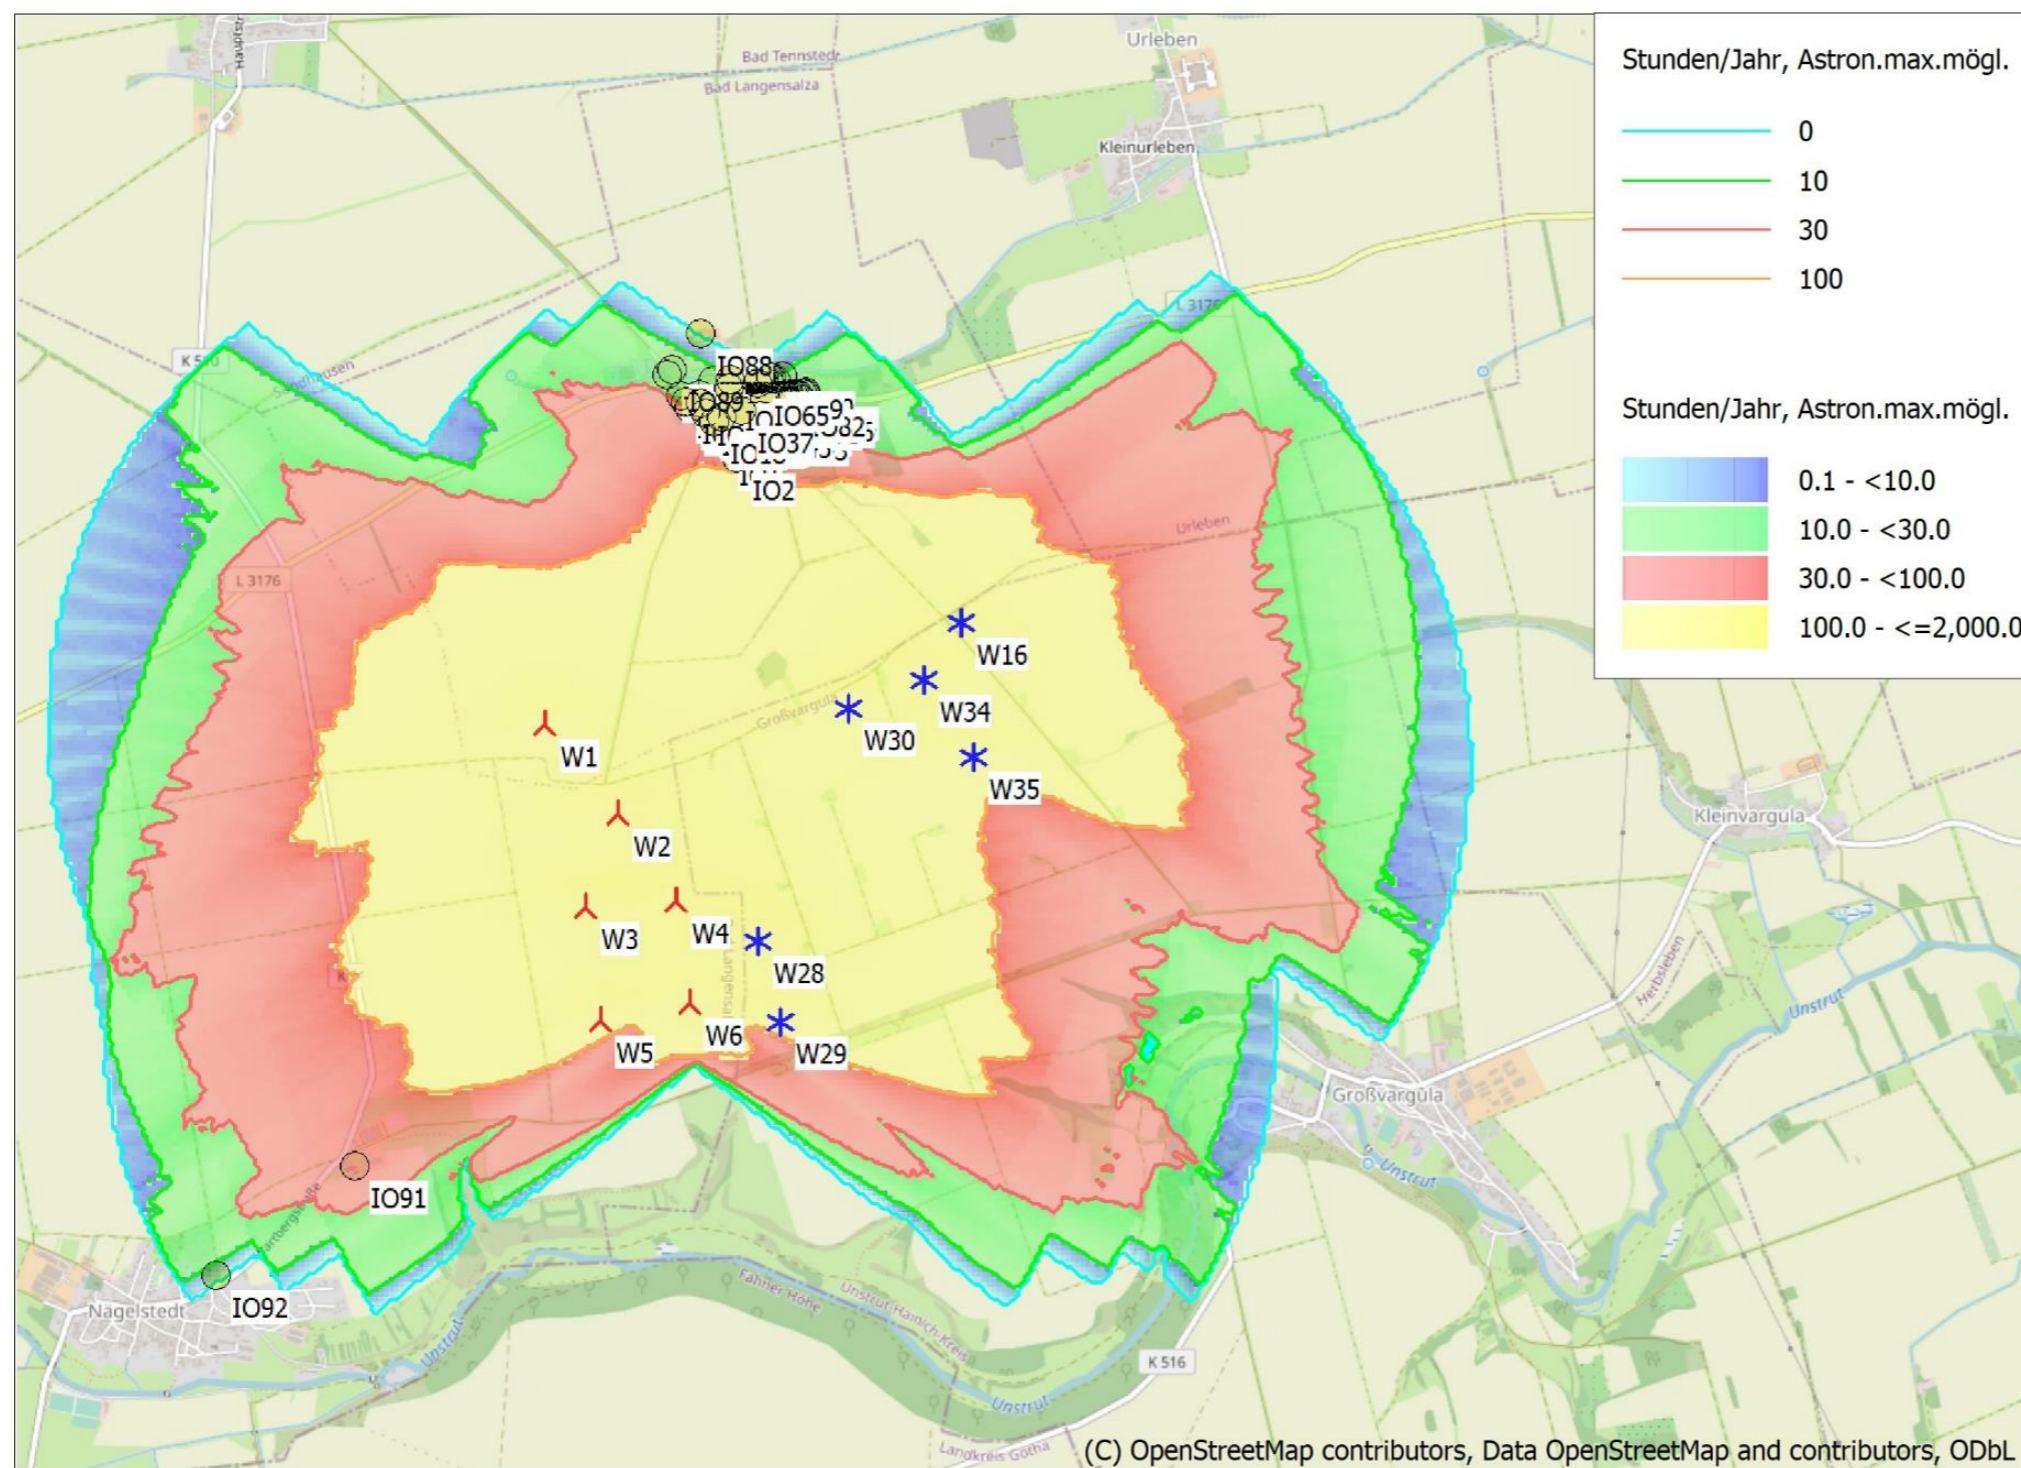 Hauptstr
Urleben
Bad Tennstedt
Bad Langensalza
Kleinurleben
Stunden/Jahr, Astron.max.mögl.
0
10
30
100
L 3176
Sundhausen
IO88
IO89
IO65
IO82
IO37
IO2
Stunden/Jahr, Astron.max.mögl.
0.1 - <10.0
10.0 - <30.0
30.0 - <100.0
100.0 - <=2,000.0
Urleben
L 3176
W16
W34
Großvargula
W30
W1
W35
W2
Kleinvargula
W3
W4
W28
Herbsleben
Unstrut
W5
W6
W29
Großvargula
Unstrut
IO91
IO92
Nagelstedt
Fahner Höhe
Unstrut-Hainich-Kreis
Unstrut
K 516
Unstrut
Landkreis Gotha
(C) OpenStreetMap contributors, Data OpenStreetMap and contributors, ODbL